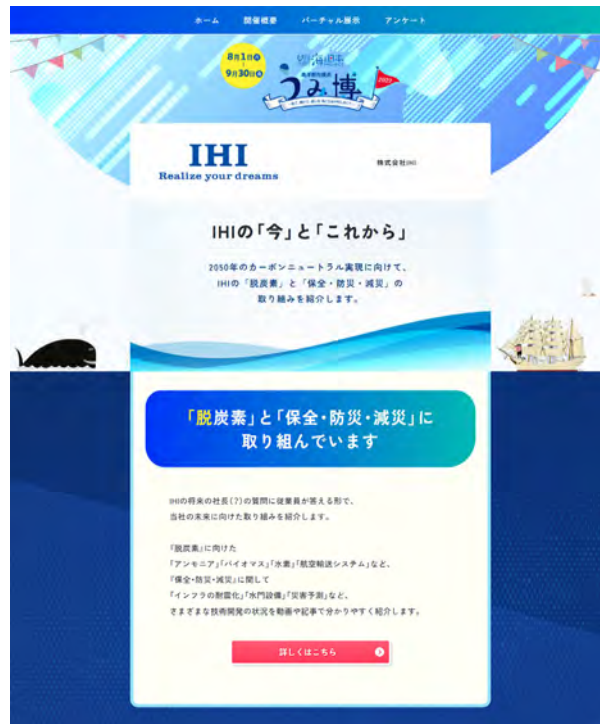 ホーム 開催概要 バーチャル展示 アンケート
8月1日
9月30日
うみ博
2022
IHI
Realize your dreams
株式会社IHI
IHIの「今」と「これから」
2050年のカーボンニュートラル実現に向けて、
IHIの「脱炭素」と「保全・防災・減災」の
取り組みを紹介します。
「脱炭素」と「保全・防災・減災」に
取り組んでいます
IHIの将来の社長(?)の質問に従業員が答える形で、
当社の未来に向けた取り組みを紹介します。
『脱炭素』に向けた
「アンモニア」「バイオマス」「水素」「航空輸送システム」など、
『保全・防災・減災』に関して
「インフラの耐震化」「水門設備」「災害予測」など、
さまざまな技術開発の状況を動画や記事で分かりやすく紹介します。
詳しくはこちら